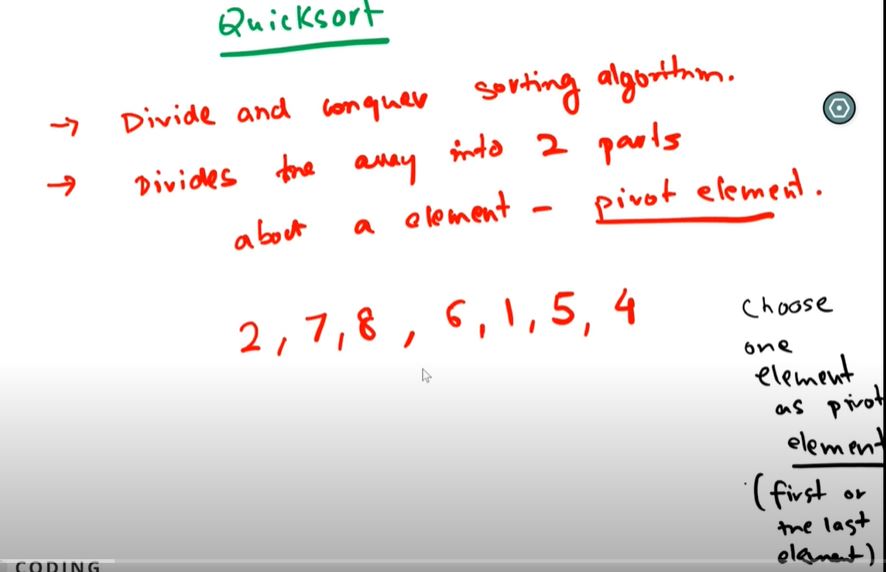 Quicksort
→ Divide and conquer sorting algorithm.
→ Divides the array into 2 parts
about a element - pivot element.
2, 7, 8, 6, 1, 5, 4
Choose
one
element
as pivot
element
(first or
the last
element)
CODING